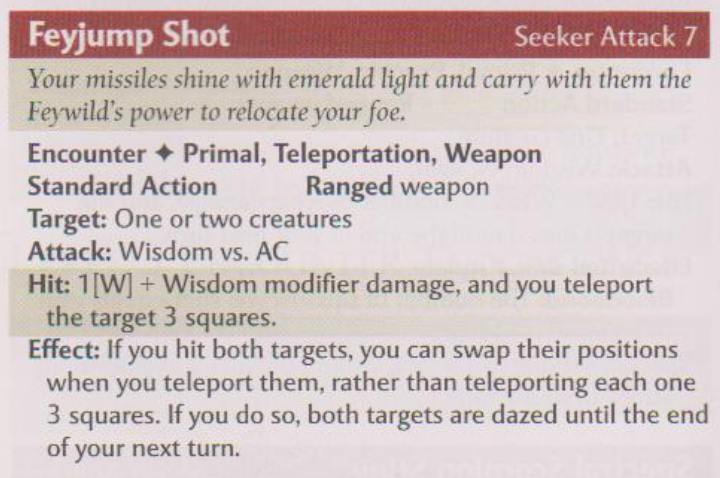 Feyjump Shot Seeker Attack 7
Your missiles shine with emerald light and carry with them the
Feywild's power to relocate your foe.
Encounter ✦ Primal, Teleportation, Weapon
Standard Action Ranged weapon
Target: One or two creatures
Attack: Wisdom vs. AC
Hit: 1[W] + Wisdom modifier damage, and you teleport
the target 3 squares.
Effect: If you hit both targets, you can swap their positions
when you teleport them, rather than teleporting each one
3 squares. If you do so, both targets are dazed until the end
of your next turn.